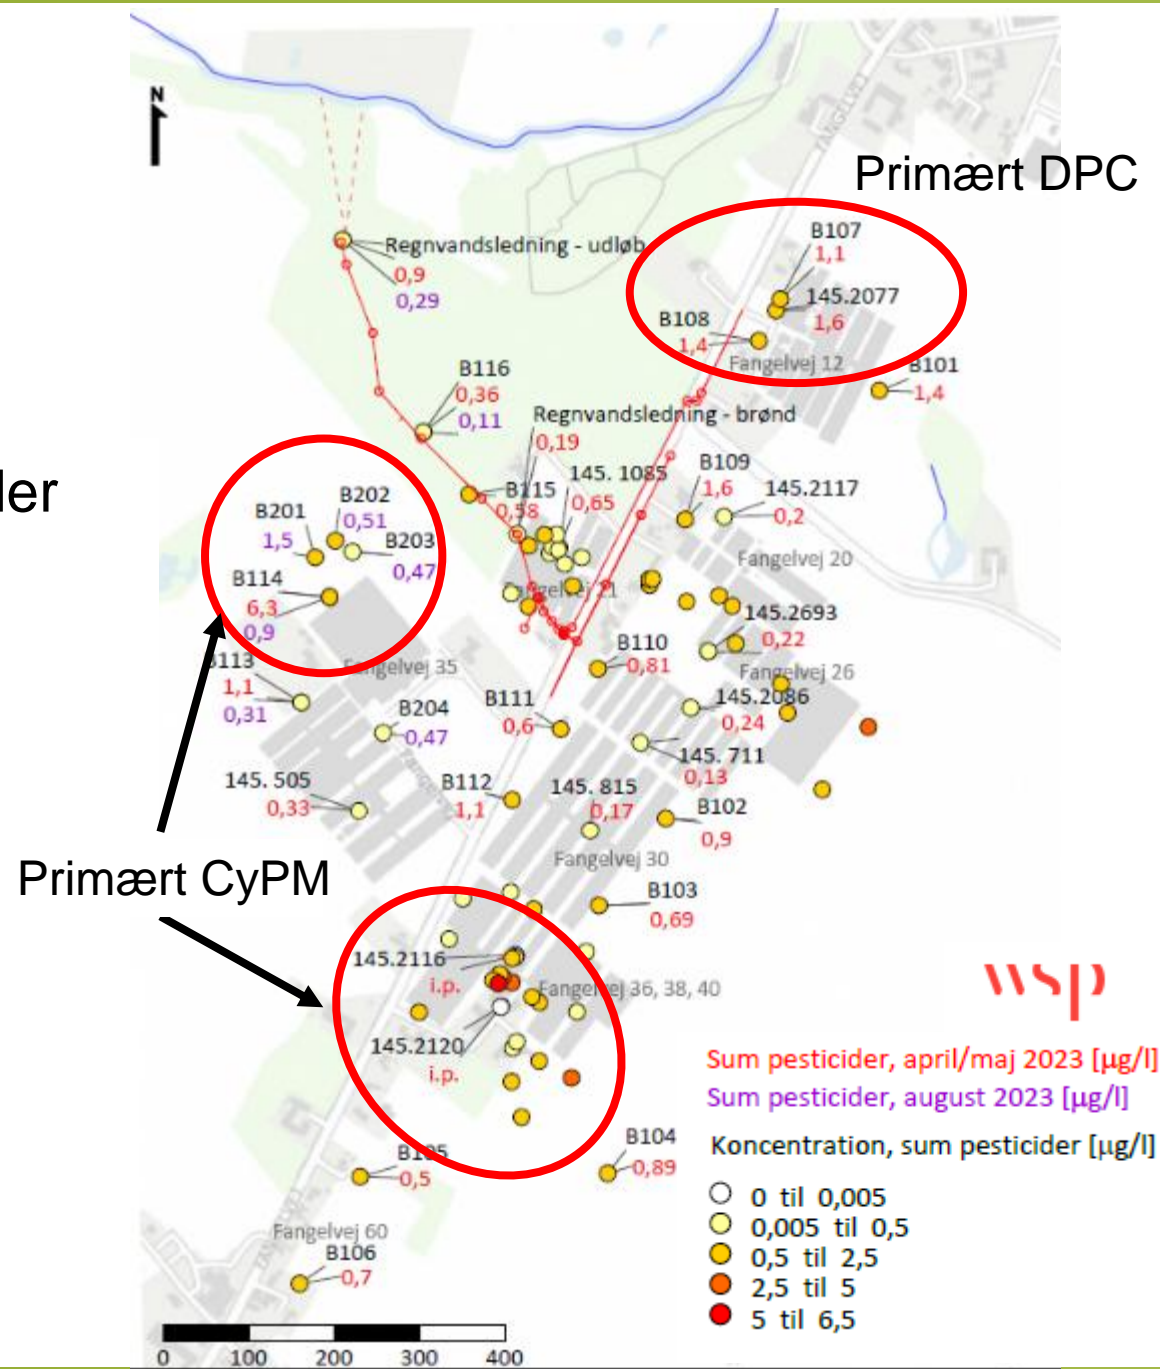 N
FANGELVEJ
Primært DPC
B107
1,1
145.2077
1,6
B108
1,4
Fangelvej 12
B101
1,4
Regnvandsledning - udløb
0,9
0,29
B116
0,36
0,11
Regnvandsledning - brønd
0,19
145. 1085
0,65
B115
0,58
B109
1,6
145.2117
0,2
ler
B202
0,51
B201
1,5
B203
0,47
B114
6,3
0,9
Fangelvej 20
Fangelvej 21
145.2693
0,22
B110
0,81
Fangelvej 26
B113
1,1
0,31
Fangelvej 35
B204
0,47
B111
0,6
145.2086
0,24
145. 711
0,13
145. 505
0,33
B112
1,1
145. 815
0,17
B102
0,9
Fangelvej 30
Primært CyPM
B103
0,69
145.2116
i.p.
Fangelvej 36, 38, 40
145.2120
i.p.
wsp
Sum pesticider, april/maj 2023 [µg/l]
Sum pesticider, august 2023 [µg/l]
Koncentration, sum pesticider [µg/l]
0 til 0,005
0,005 til 0,5
0,5 til 2,5
2,5 til 5
5 til 6,5
B105
0,5
B104
0,89
Fangelvej 60
B106
0,7
0 100 200 300 400